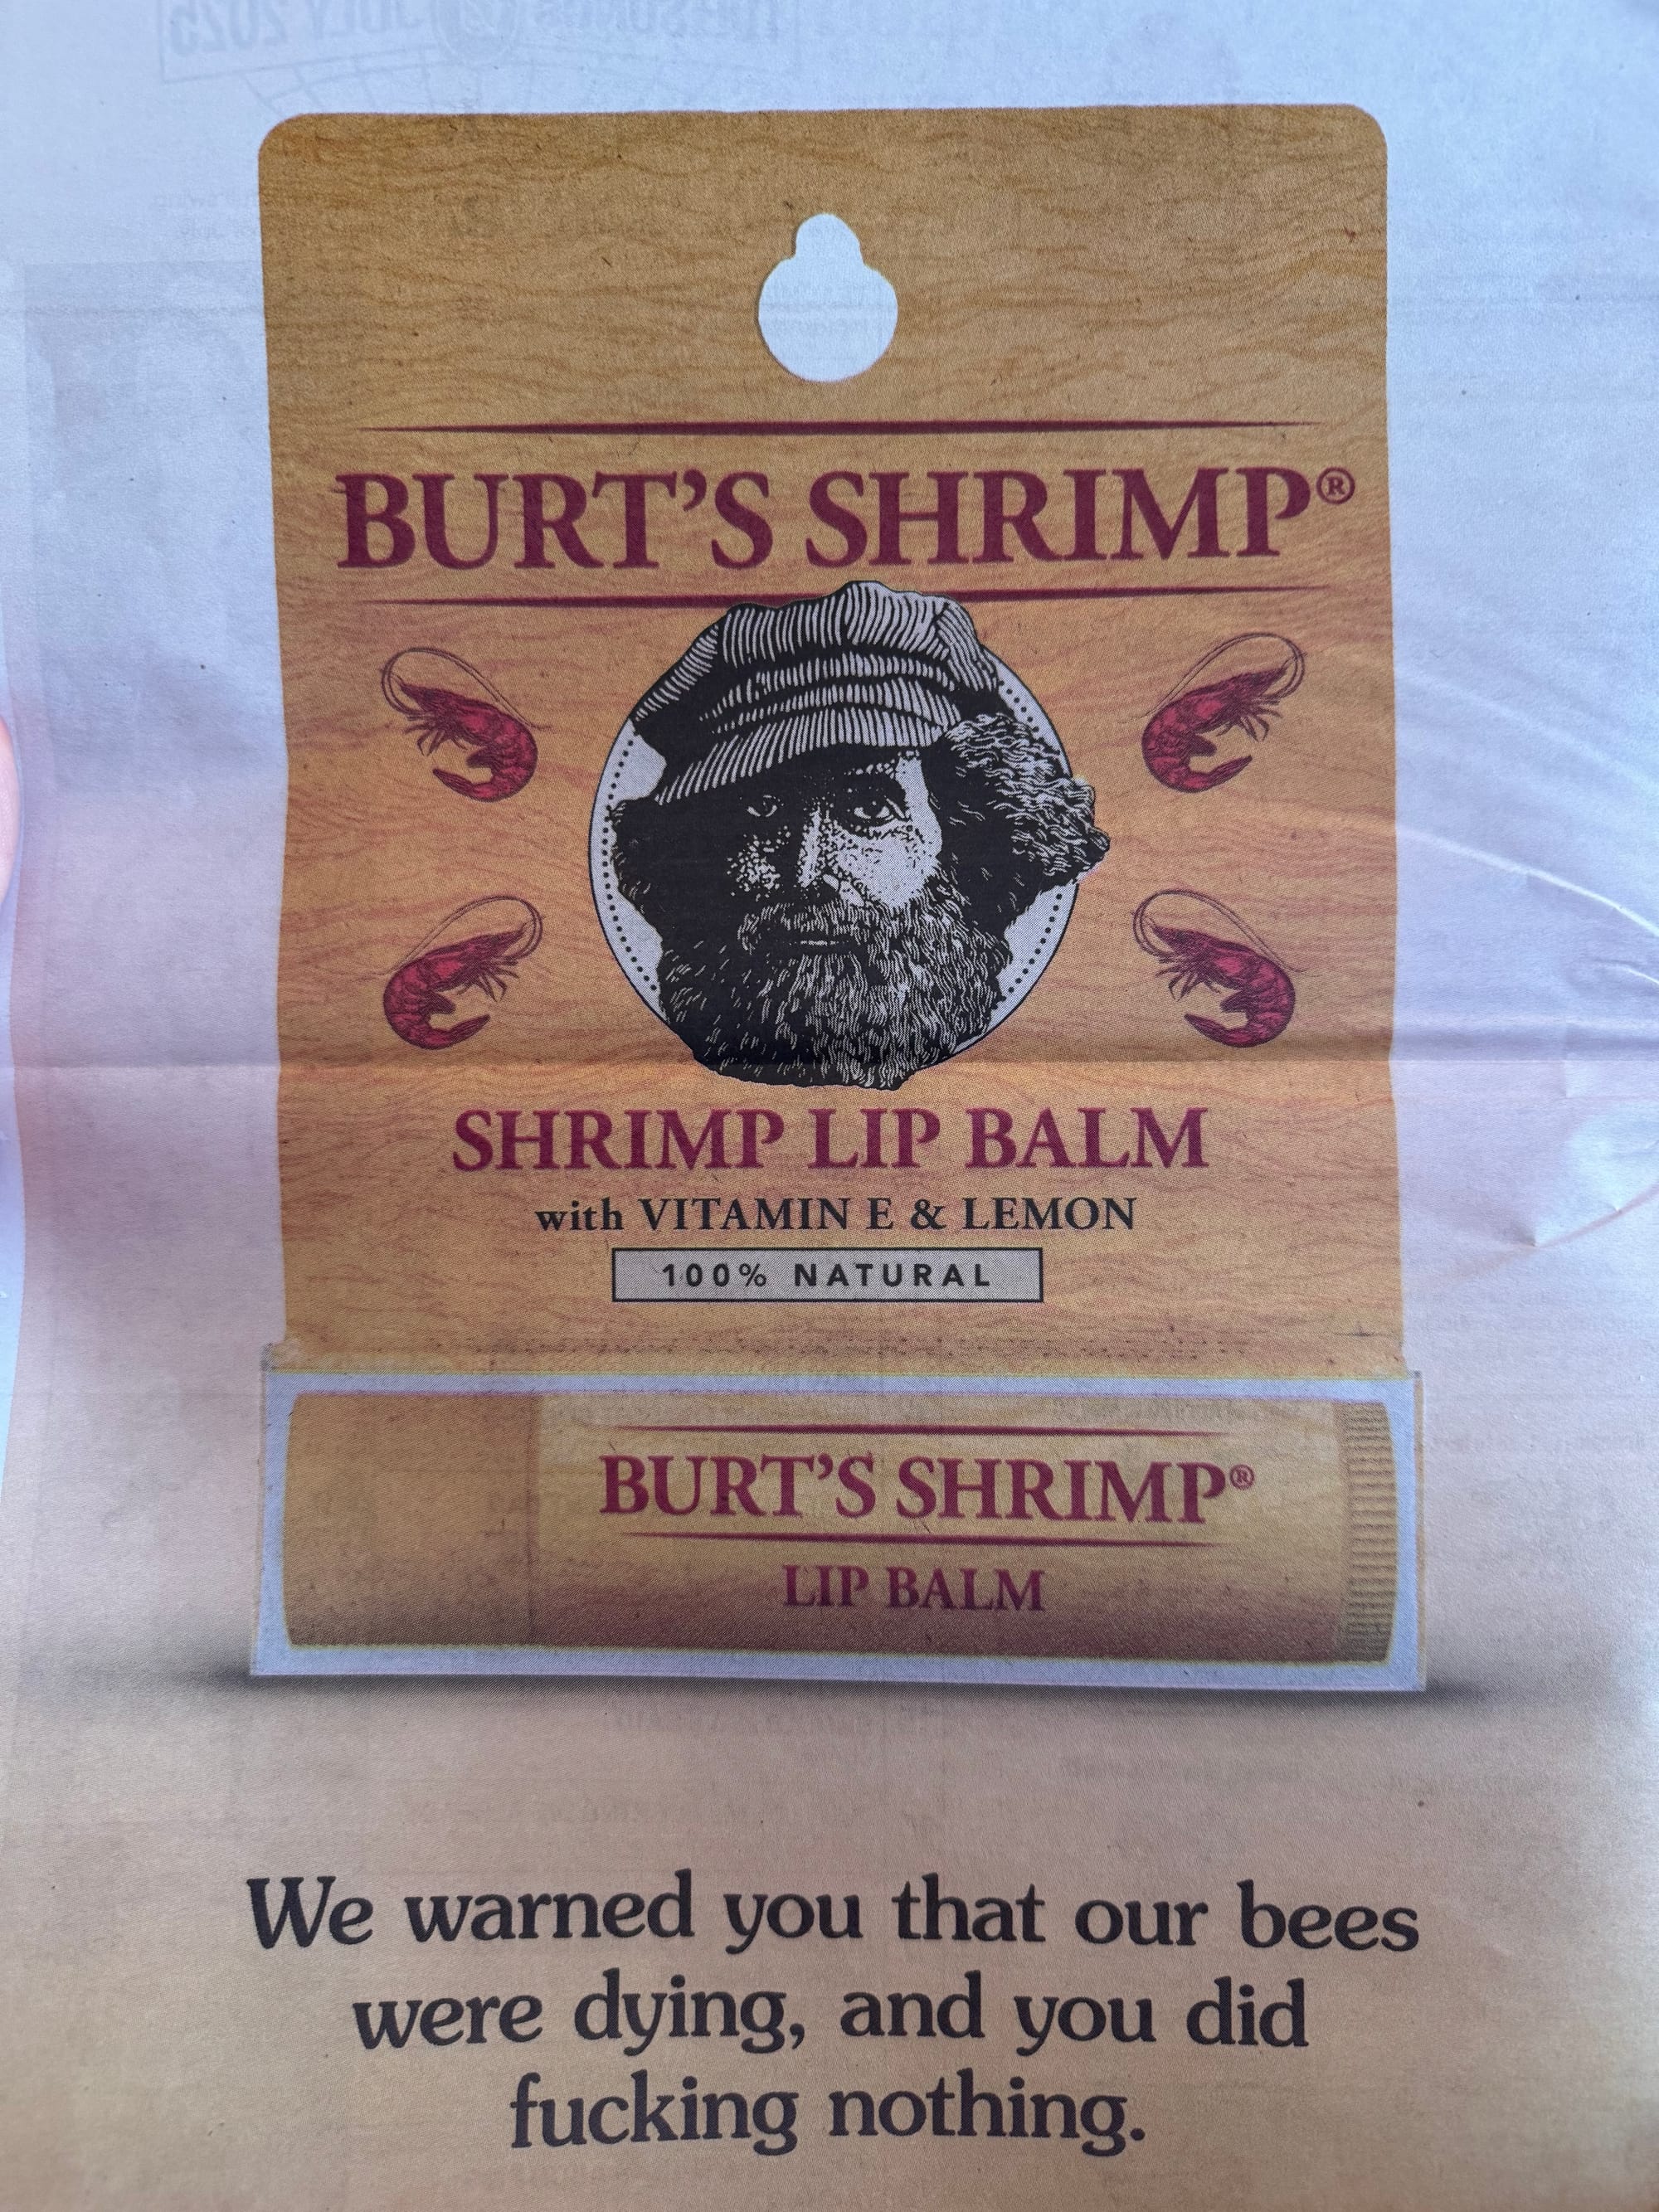 BURT'S SHRIMP®
SHRIMP LIP BALM
with VITAMIN E & LEMON
100% NATURAL
BURT'S SHRIMP®
LIP BALM
We warned you that our bees
were dying, and you did
fucking nothing.